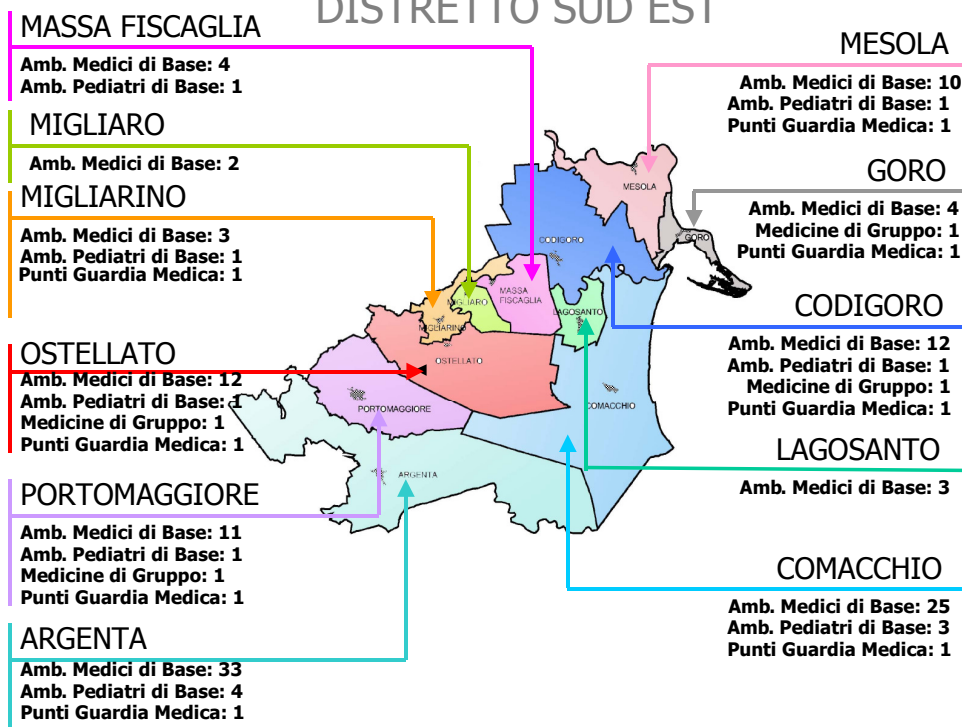 DISTRETTO SUD EST
MASSA FISCAGLIA
Amb. Medici di Base: 4
Amb. Pediatri di Base: 1
MIGLIARO
Amb. Medici di Base: 2
MIGLIARINO
Amb. Medici di Base: 3
Amb. Pediatri di Base: 1
Punti Guardia Medica: 1
OSTELLATO
Amb. Medici di Base: 12
Amb. Pediatri di Base: 1
Medicine di Gruppo: 1
Punti Guardia Medica: 1
PORTOMAGGIORE
Amb. Medici di Base: 11
Amb. Pediatri di Base: 1
Medicine di Gruppo: 1
Punti Guardia Medica: 1
ARGENTA
Amb. Medici di Base: 33
Amb. Pediatri di Base: 4
Punti Guardia Medica: 1
MESOLA
GORO
CODIGORO
MASSA
FISCAGLIA
MIGLIARO
LAGOSANTO
MIGLIARINO
OSTELLATO
PORTOMAGGIORE
COMACCHIO
ARGENTA
MESOLA
Amb. Medici di Base: 10
Amb. Pediatri di Base: 1
Punti Guardia Medica: 1
GORO
Amb. Medici di Base: 4
Medicine di Gruppo: 1
Punti Guardia Medica: 1
CODIGORO
Amb. Medici di Base: 12
Amb. Pediatri di Base: 1
Medicine di Gruppo: 1
Punti Guardia Medica: 1
LAGOSANTO
Amb. Medici di Base: 3
COMACCHIO
Amb. Medici di Base: 25
Amb. Pediatri di Base: 3
Punti Guardia Medica: 1